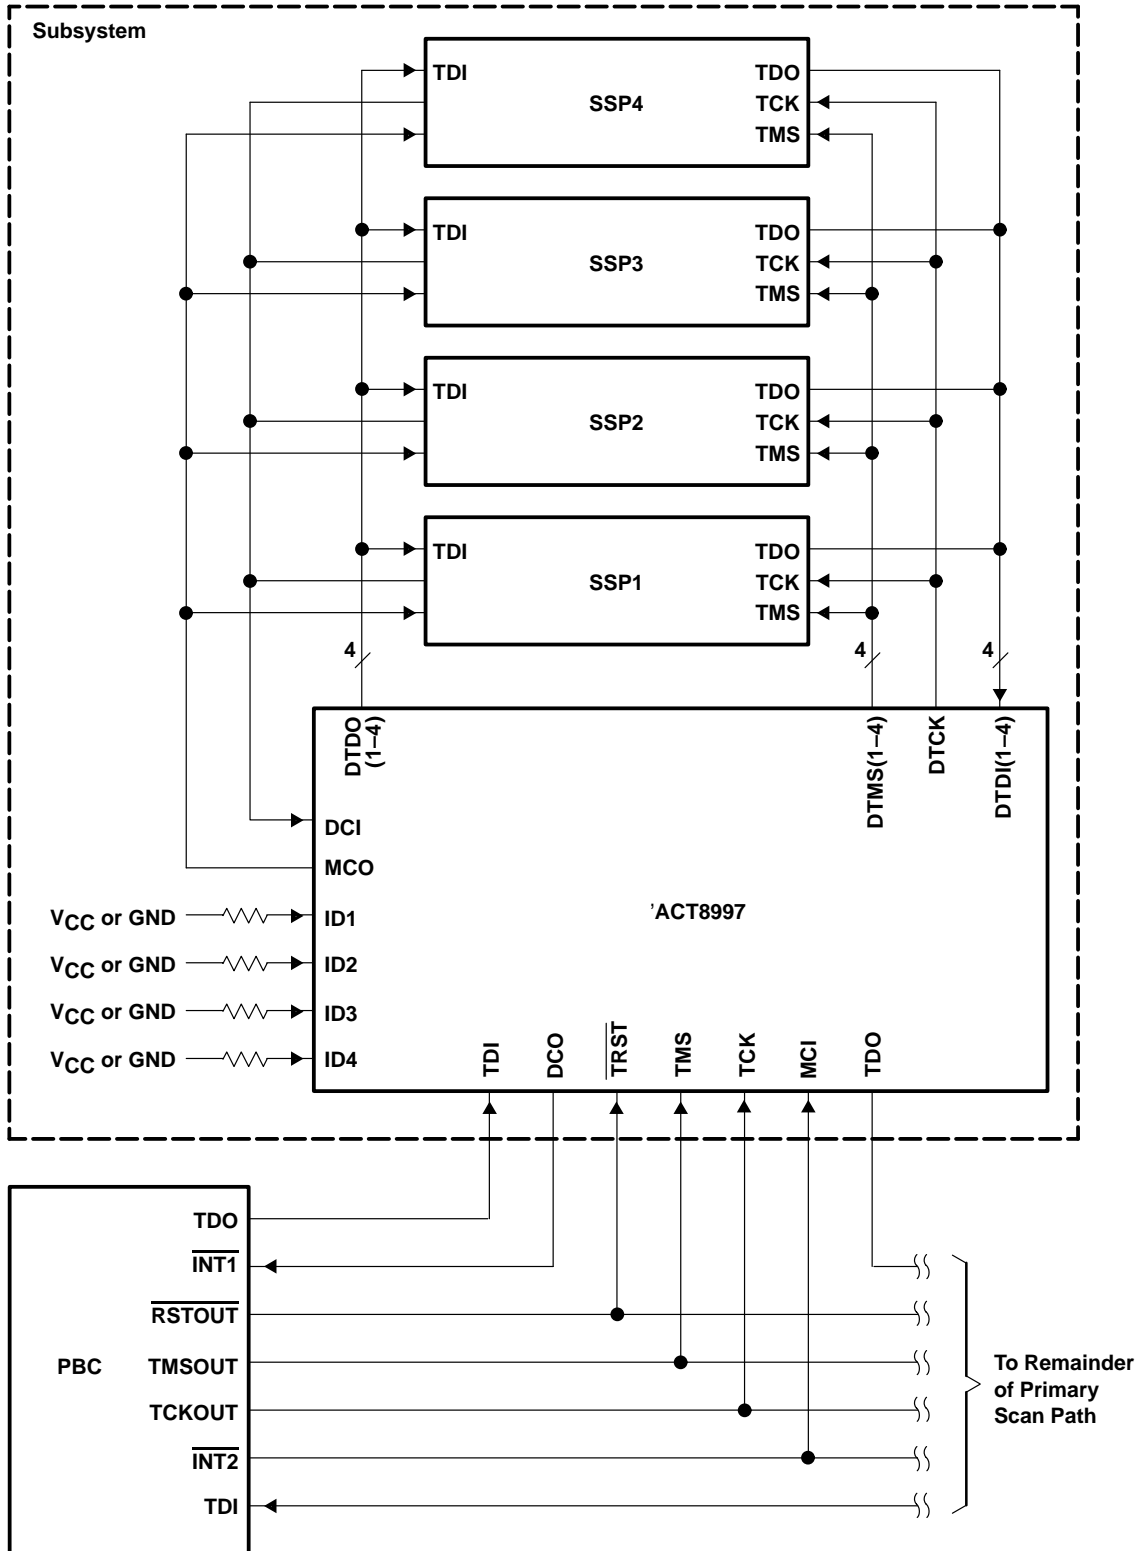 Subsystem
TDI
SSP4
TDO
TCK
TMS
TDI
SSP3
TDO
TCK
TMS
TDI
SSP2
TDO
TCK
TMS
TDI
SSP1
TDO
TCK
TMS
4
4
4
DTDO
(1–4)
DTMS(1–4)
DTCK
DTDI(1–4)
DCI
MCO
VCC or GND
ID1
VCC or GND
ID2
VCC or GND
ID3
VCC or GND
ID4
'ACT8997
TDI
DCO
TRST
TMS
TCK
MCI
TDO
PBC
TDO
INT1
RSTOUT
TMSOUT
TCKOUT
INT2
TDI
To Remainder
of Primary
Scan Path